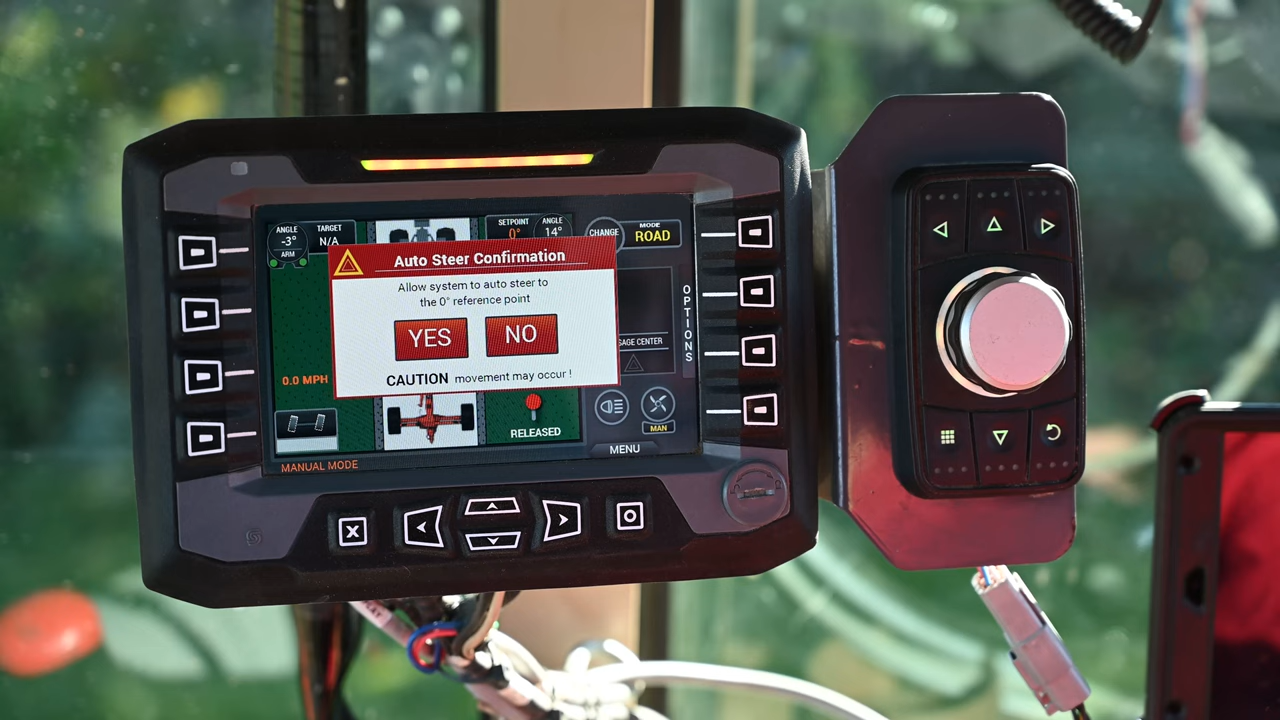 ANGLE
-3°
ARM
TARGET
N/A
SETPOINT
0°
ANGLE
14°
CHANGE
MODE
ROAD
Auto Steer Confirmation
Allow system to auto steer to
the 0° reference point
YES
NO
CAUTION movement may occur !
OPTIONS
SAGE CENTER
0.0 MPH
RELEASED
MAN
MENU
MANUAL MODE
X
O